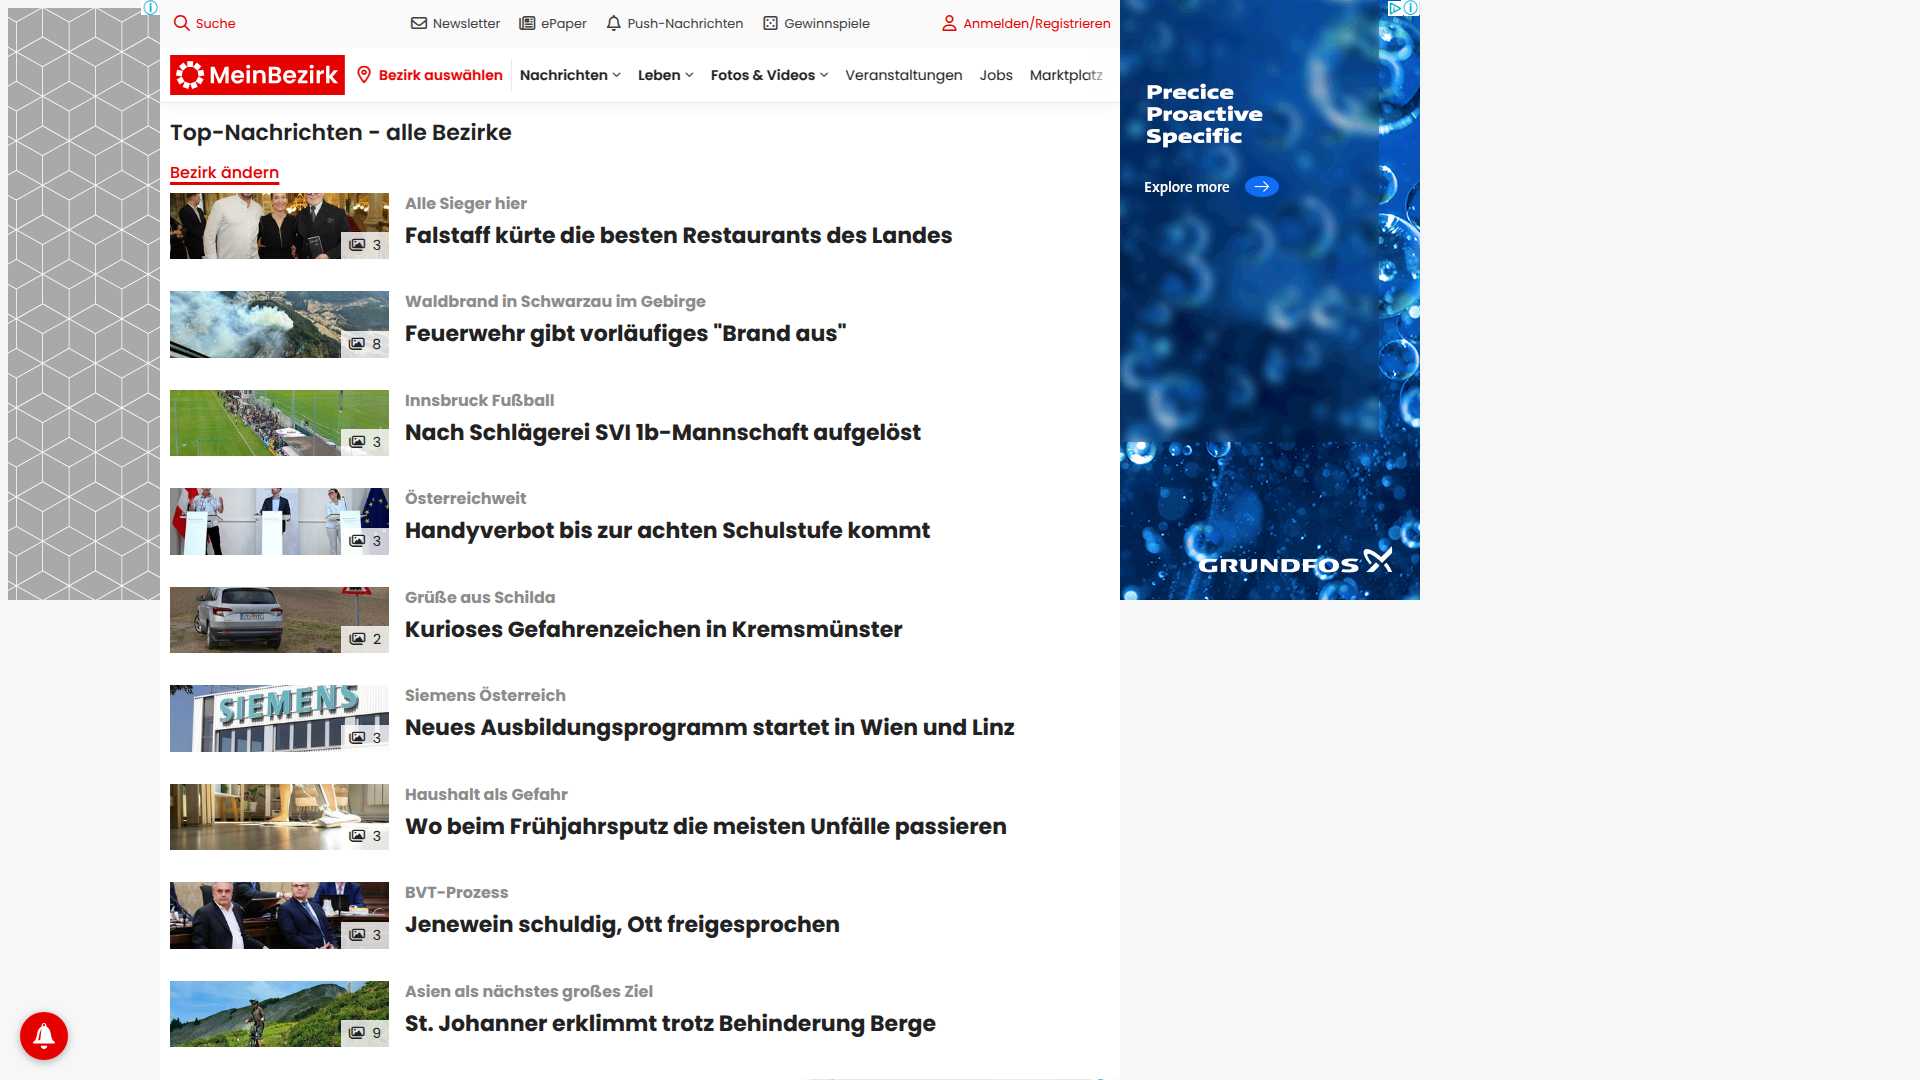 Suche
Newsletter
ePaper
Push-Nachrichten
Gewinnspiele
Anmelden/Registrieren
MeinBezirk
Bezirk auswählen
Nachrichten
Leben
Fotos & Videos
Veranstaltungen
Jobs
Marktplatz
Top-Nachrichten - alle Bezirke
Bezirk ändern
3
Alle Sieger hier
Falstaff kürte die besten Restaurants des Landes
8
Waldbrand in Schwarzau im Gebirge
Feuerwehr gibt vorläufiges "Brand aus"
3
Innsbruck Fußball
Nach Schlägerei SVI 1b-Mannschaft aufgelöst
3
Österreichweit
Handyverbot bis zur achten Schulstufe kommt
2
Grüße aus Schilda
Kurioses Gefahrenzeichen in Kremsmünster
SIEMENS
3
Siemens Österreich
Neues Ausbildungsprogramm startet in Wien und Linz
3
Haushalt als Gefahr
Wo beim Frühjahrsputz die meisten Unfälle passieren
3
BVT-Prozess
Jenewein schuldig, Ott freigesprochen
9
Asien als nächstes großes Ziel
St. Johanner erklimmt trotz Behinderung Berge
Precice
Proactive
Specific
Explore more
GRUNDFOS